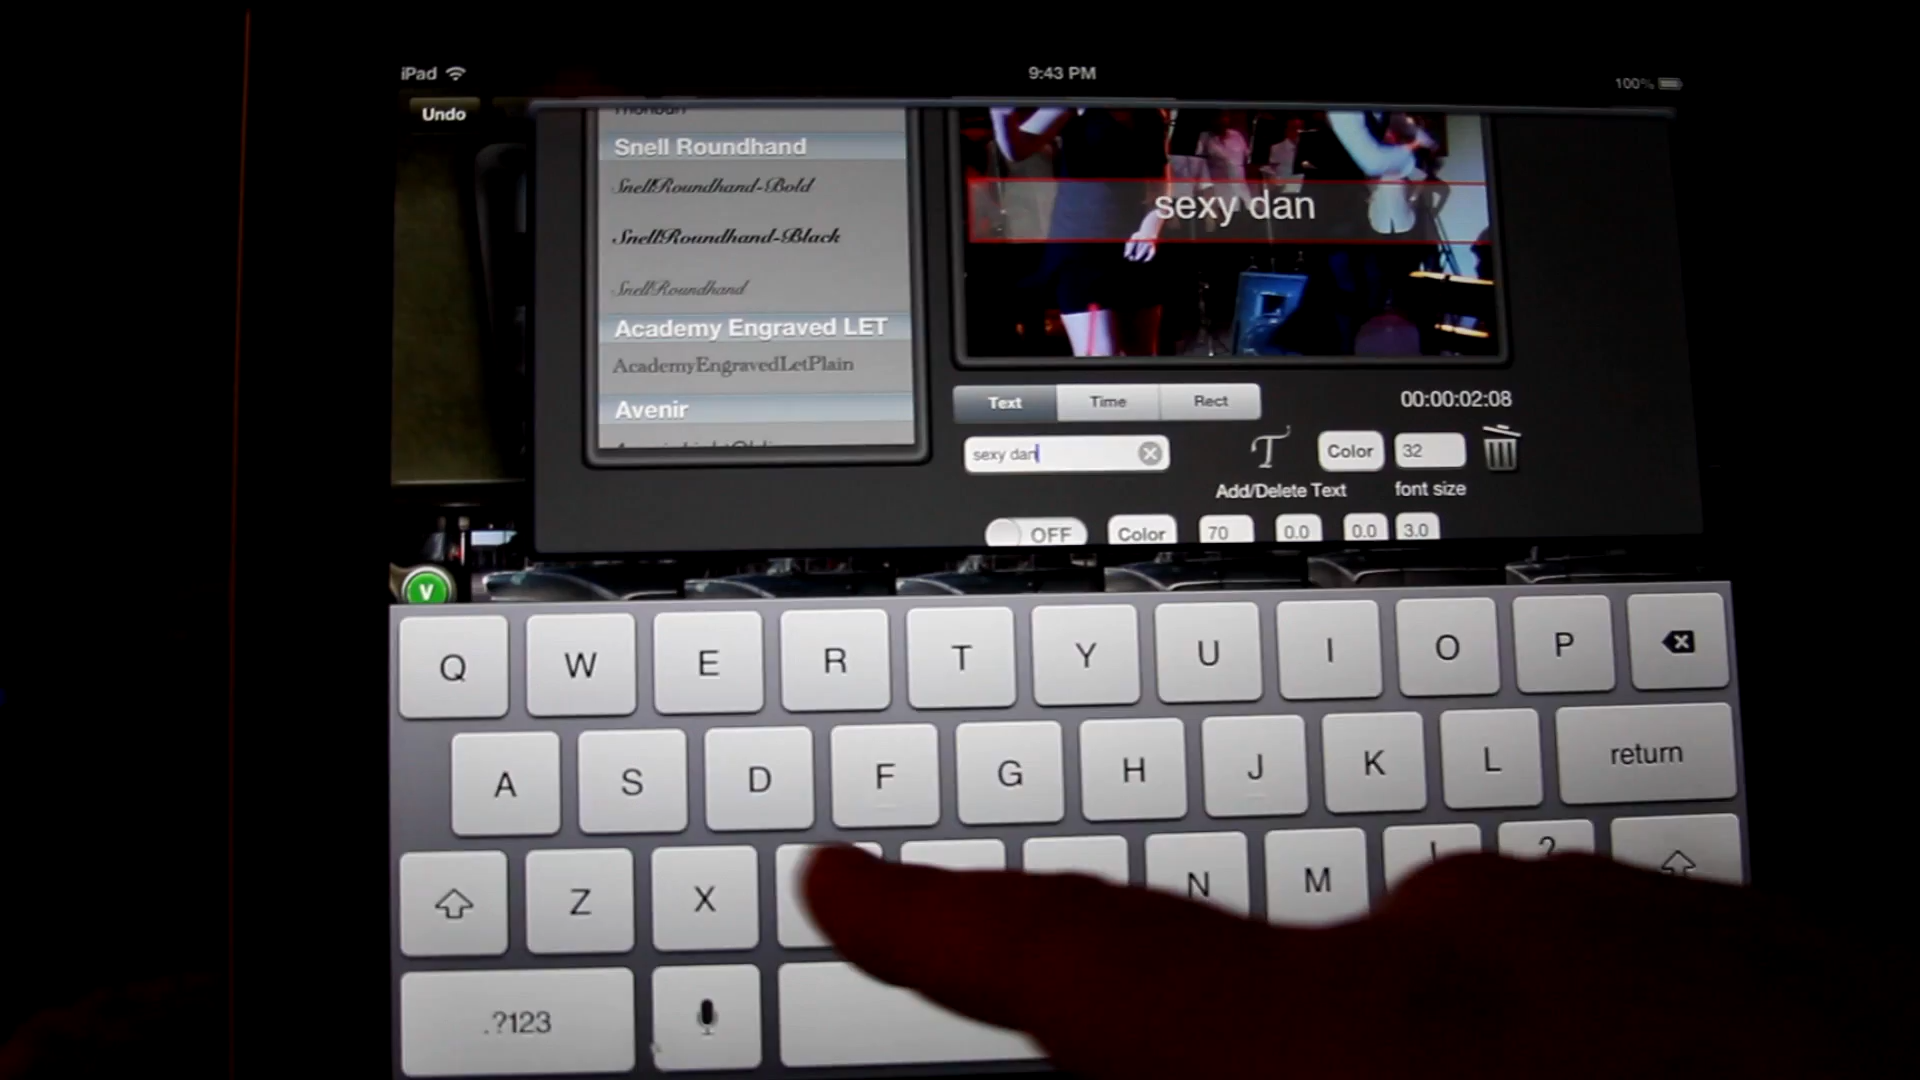 iPad
9:43 PM
100%
Undo
Thonburi
Snell Roundhand
SnellRoundhand-Bold
SnellRoundhand-Black
SnellRoundhand
Academy Engraved LET
AcademyEngravedLetPlain
Avenir
sexy dan
Text Time Rect
00:00:02:08
sexy dan
T
Color
32
Add/Delete Text
font size
OFF
Color
70
0.0
0.0
3.0
V
Q W E R T Y U I O P
A S D F G H J K L return
Z X N M ! ?
.?123